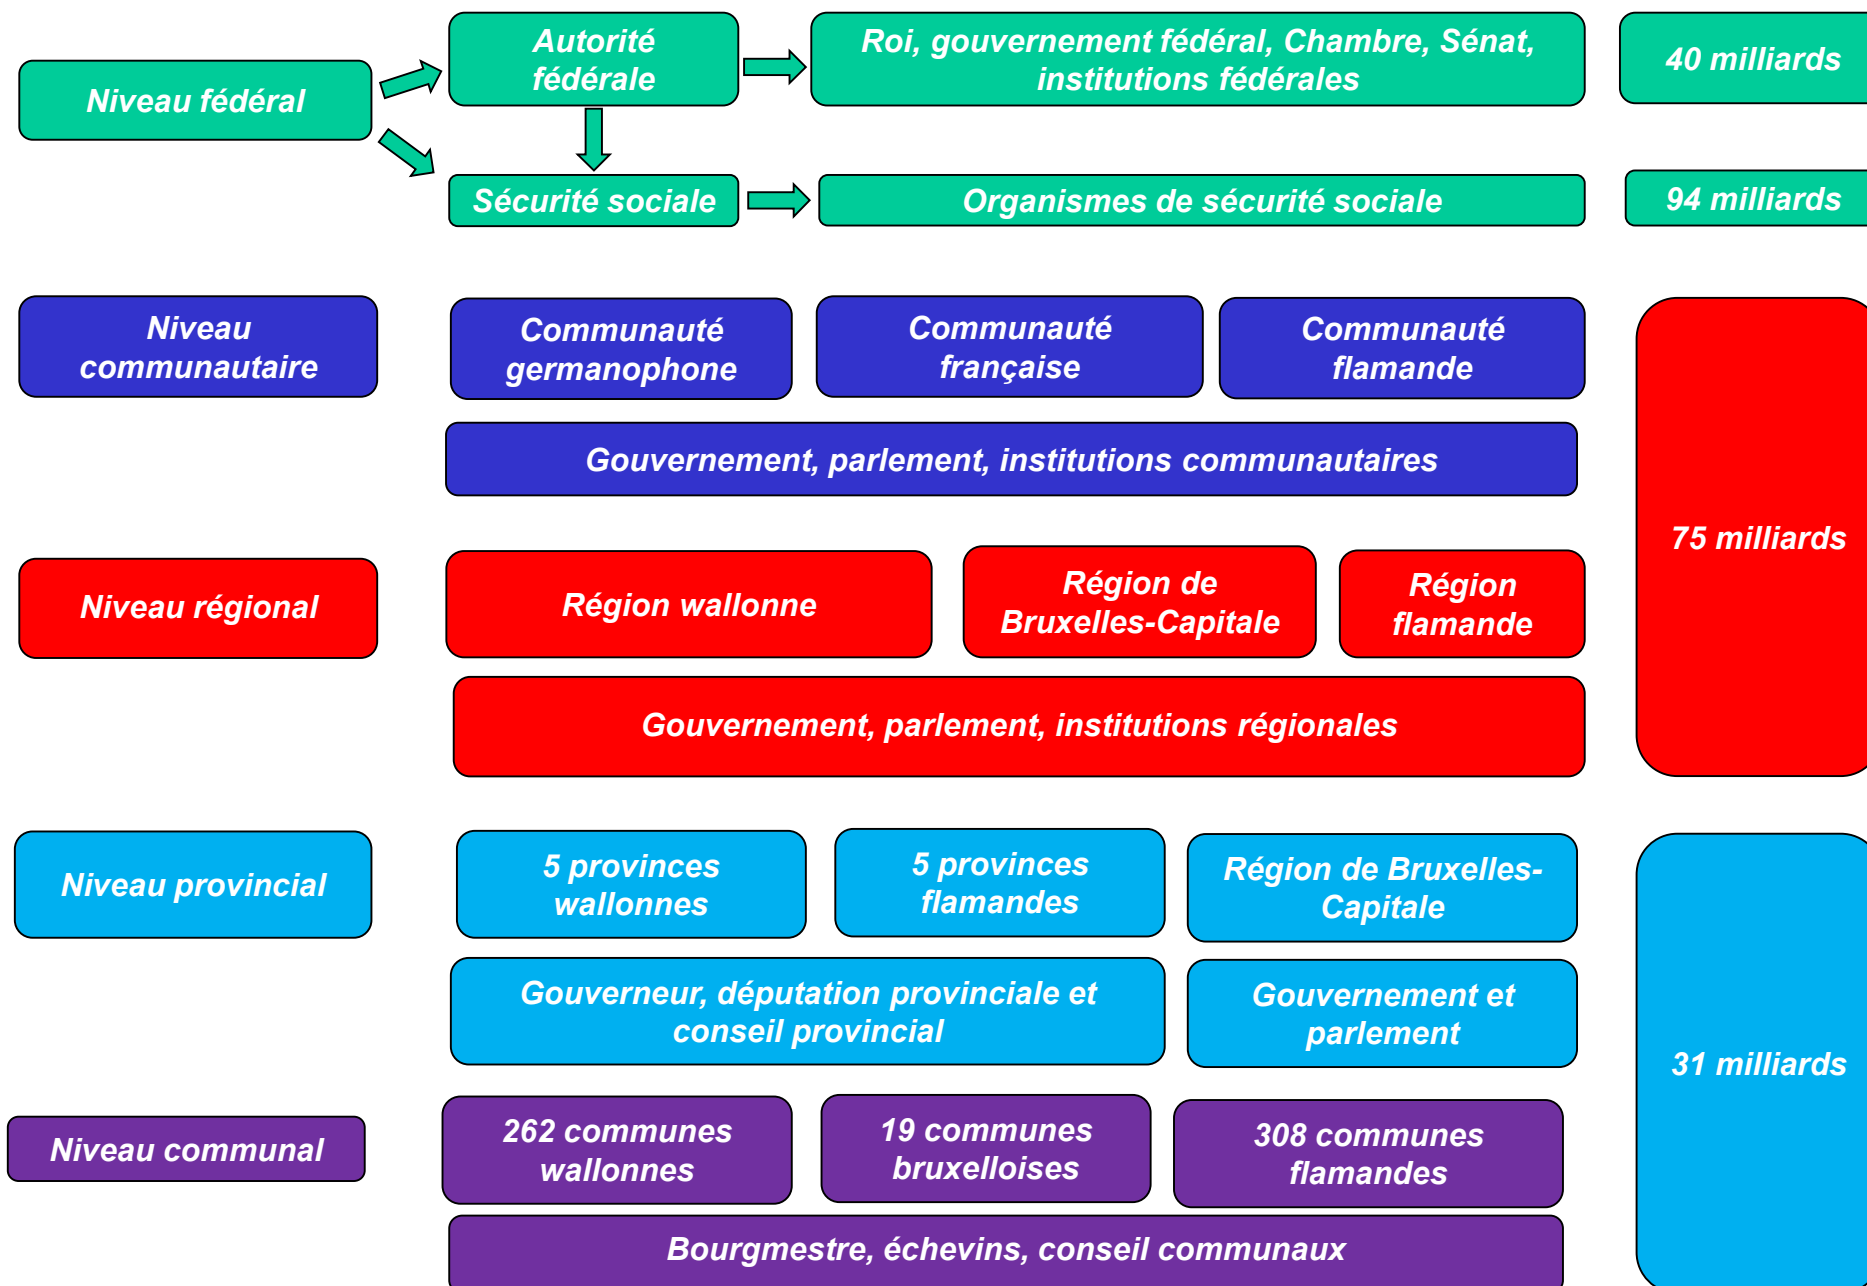 Niveau fédéral
Autorité
fédérale
Roi, gouvernement fédéral, Chambre, Sénat,
institutions fédérales
40 milliards
Sécurité sociale
Organismes de sécurité sociale
94 milliards
Niveau
communautaire
Communauté
germanophone
Communauté
française
Communauté
flamande
Gouvernement, parlement, institutions communautaires
75 milliards
Niveau régional
Région wallonne
Région de
Bruxelles-Capitale
Région
flamande
Gouvernement, parlement, institutions régionales
Niveau provincial
5 provinces
wallonnes
5 provinces
flamandes
Région de Bruxelles-
Capitale
Gouverneur, députation provinciale et
conseil provincial
Gouvernement et
parlement
31 milliards
Niveau communal
262 communes
wallonnes
19 communes
bruxelloises
308 communes
flamandes
Bourgmestre, échevins, conseil communaux